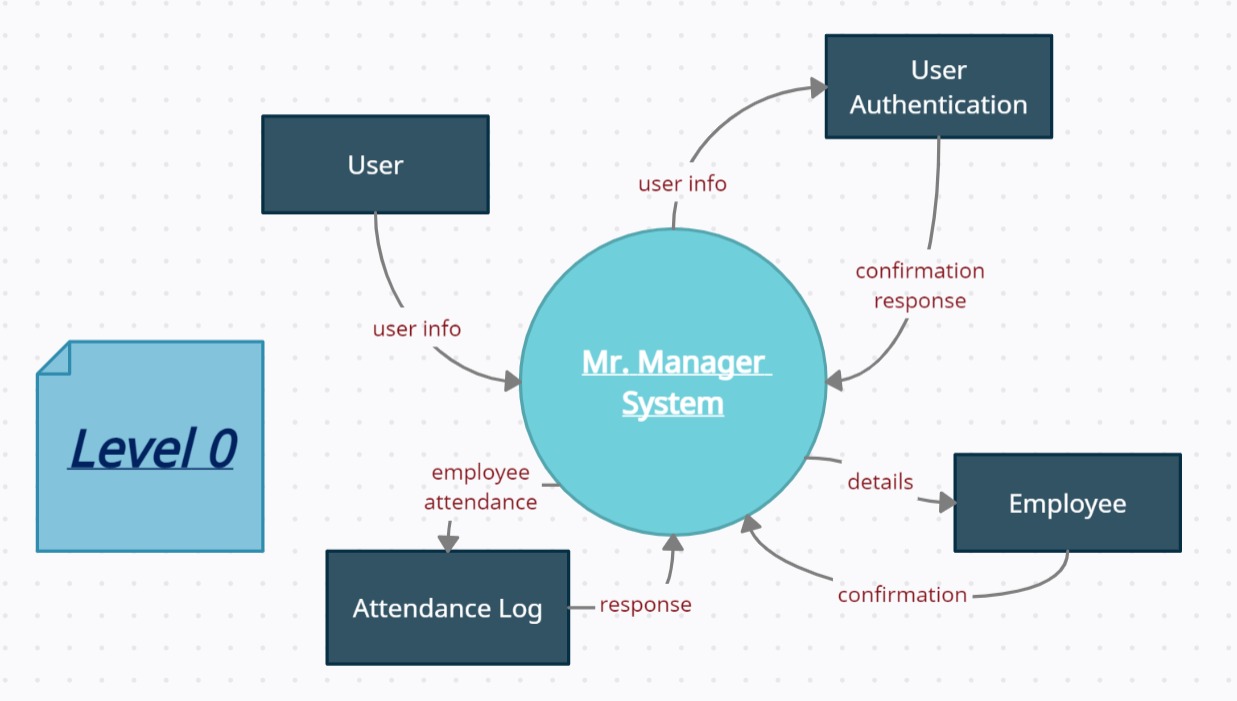 User
Authentication
User
user info
confirmation
response
user info
Mr. Manager
System
Level 0
employee
attendance
details
Employee
Attendance Log
response
confirmation